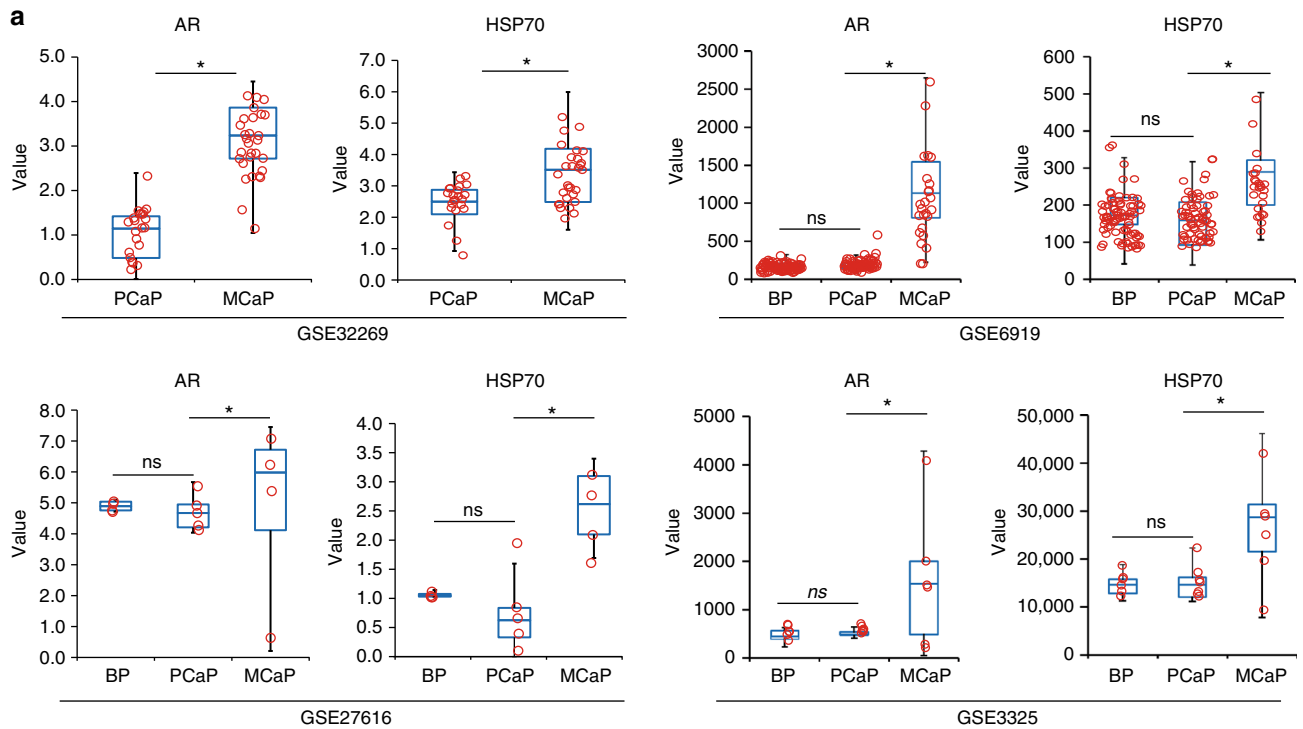 a
AR
Value
5.0
4.0
3.0
2.0
1.0
0.0
*
PCaP
MCaP
HSP70
Value
7.0
6.0
5.0
4.0
3.0
2.0
1.0
0.0
*
PCaP
MCaP
GSE32269
AR
Value
3000
2500
2000
1500
1000
500
0
ns
*
BP
PCaP
MCaP
HSP70
Value
600
500
400
300
200
100
0
ns
*
BP
PCaP
MCaP
GSE6919
AR
Value
8.0
7.0
6.0
5.0
4.0
3.0
2.0
1.0
0.0
ns
*
BP
PCaP
MCaP
HSP70
Value
4.0
3.5
3.0
2.5
2.0
1.5
1.0
0.5
0.0
ns
*
BP
PCaP
MCaP
GSE27616
AR
Value
5000
4000
3000
2000
1000
0
ns
*
BP
PCaP
MCaP
HSP70
Value
50,000
40,000
30,000
20,000
10,000
0
ns
*
BP
PCaP
MCaP
GSE3325